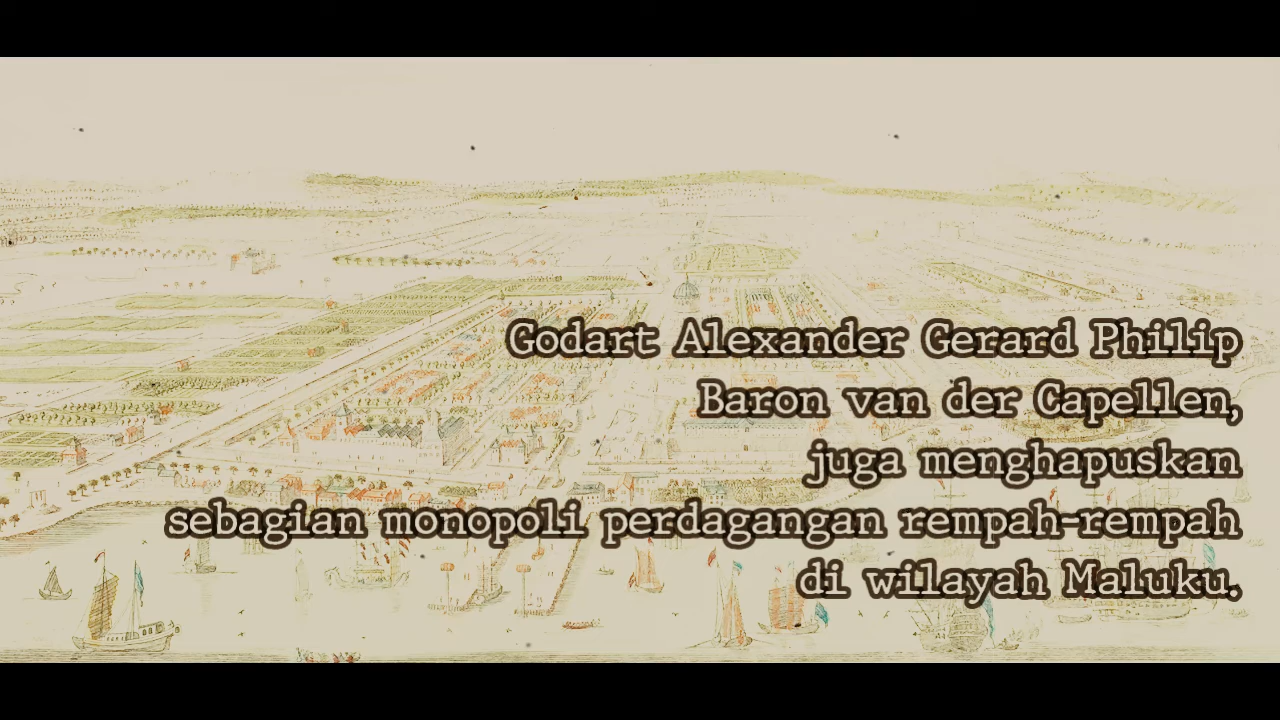 Godart Alexander Gerard Philip
Baron van der Capellen,
juga menghapuskan
sebagian monopoli perdagangan rempah-rempah
di wilayah Maluku.